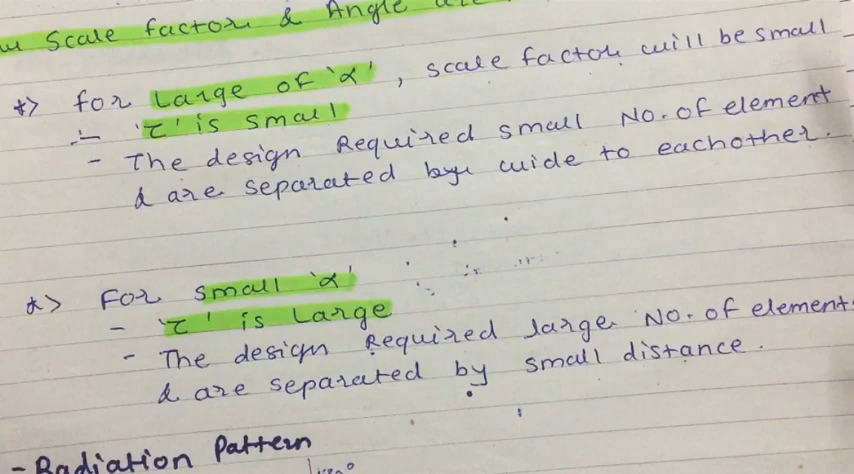 Scale factor & Angle
*> for Large of 'α', scale factor will be small
∴ 'τ' is small
- The design Required small No. of element
& are separated by wide to eachother.
*> For small 'α'
- 'τ' is Large
- The design Required large No. of element
& are separated by small distance.
- Radiation Pattern